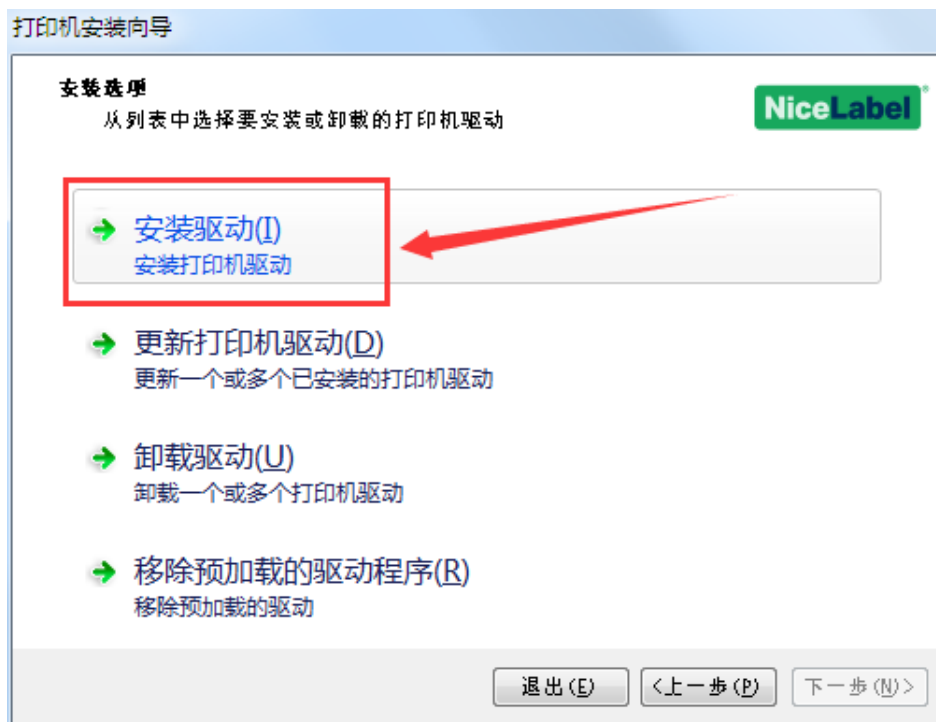 打印机安装向导
安装选项
从列表中选择要安装或卸载的打印机驱动
NiceLabel®
安装驱动(I)
安装打印机驱动
更新打印机驱动(D)
更新一个或多个已安装的打印机驱动
卸载驱动(U)
卸载一个或多个打印机驱动
移除预加载的驱动程序(R)
移除预加载的驱动
退出(E)
<上一步(P)
下一步(N)>